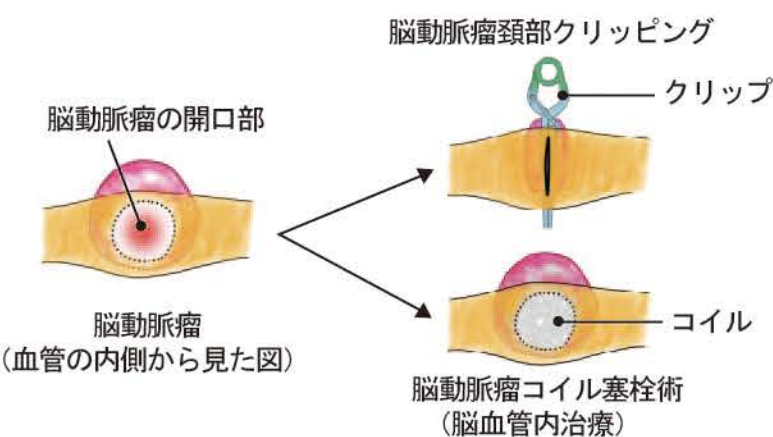 脳動脈瘤頚部クリッピング
クリップ
脳動脈瘤の開口部
脳動脈瘤
（血管の内側から見た図）
コイル
脳動脈瘤コイル塞栓術
（脳血管内治療）